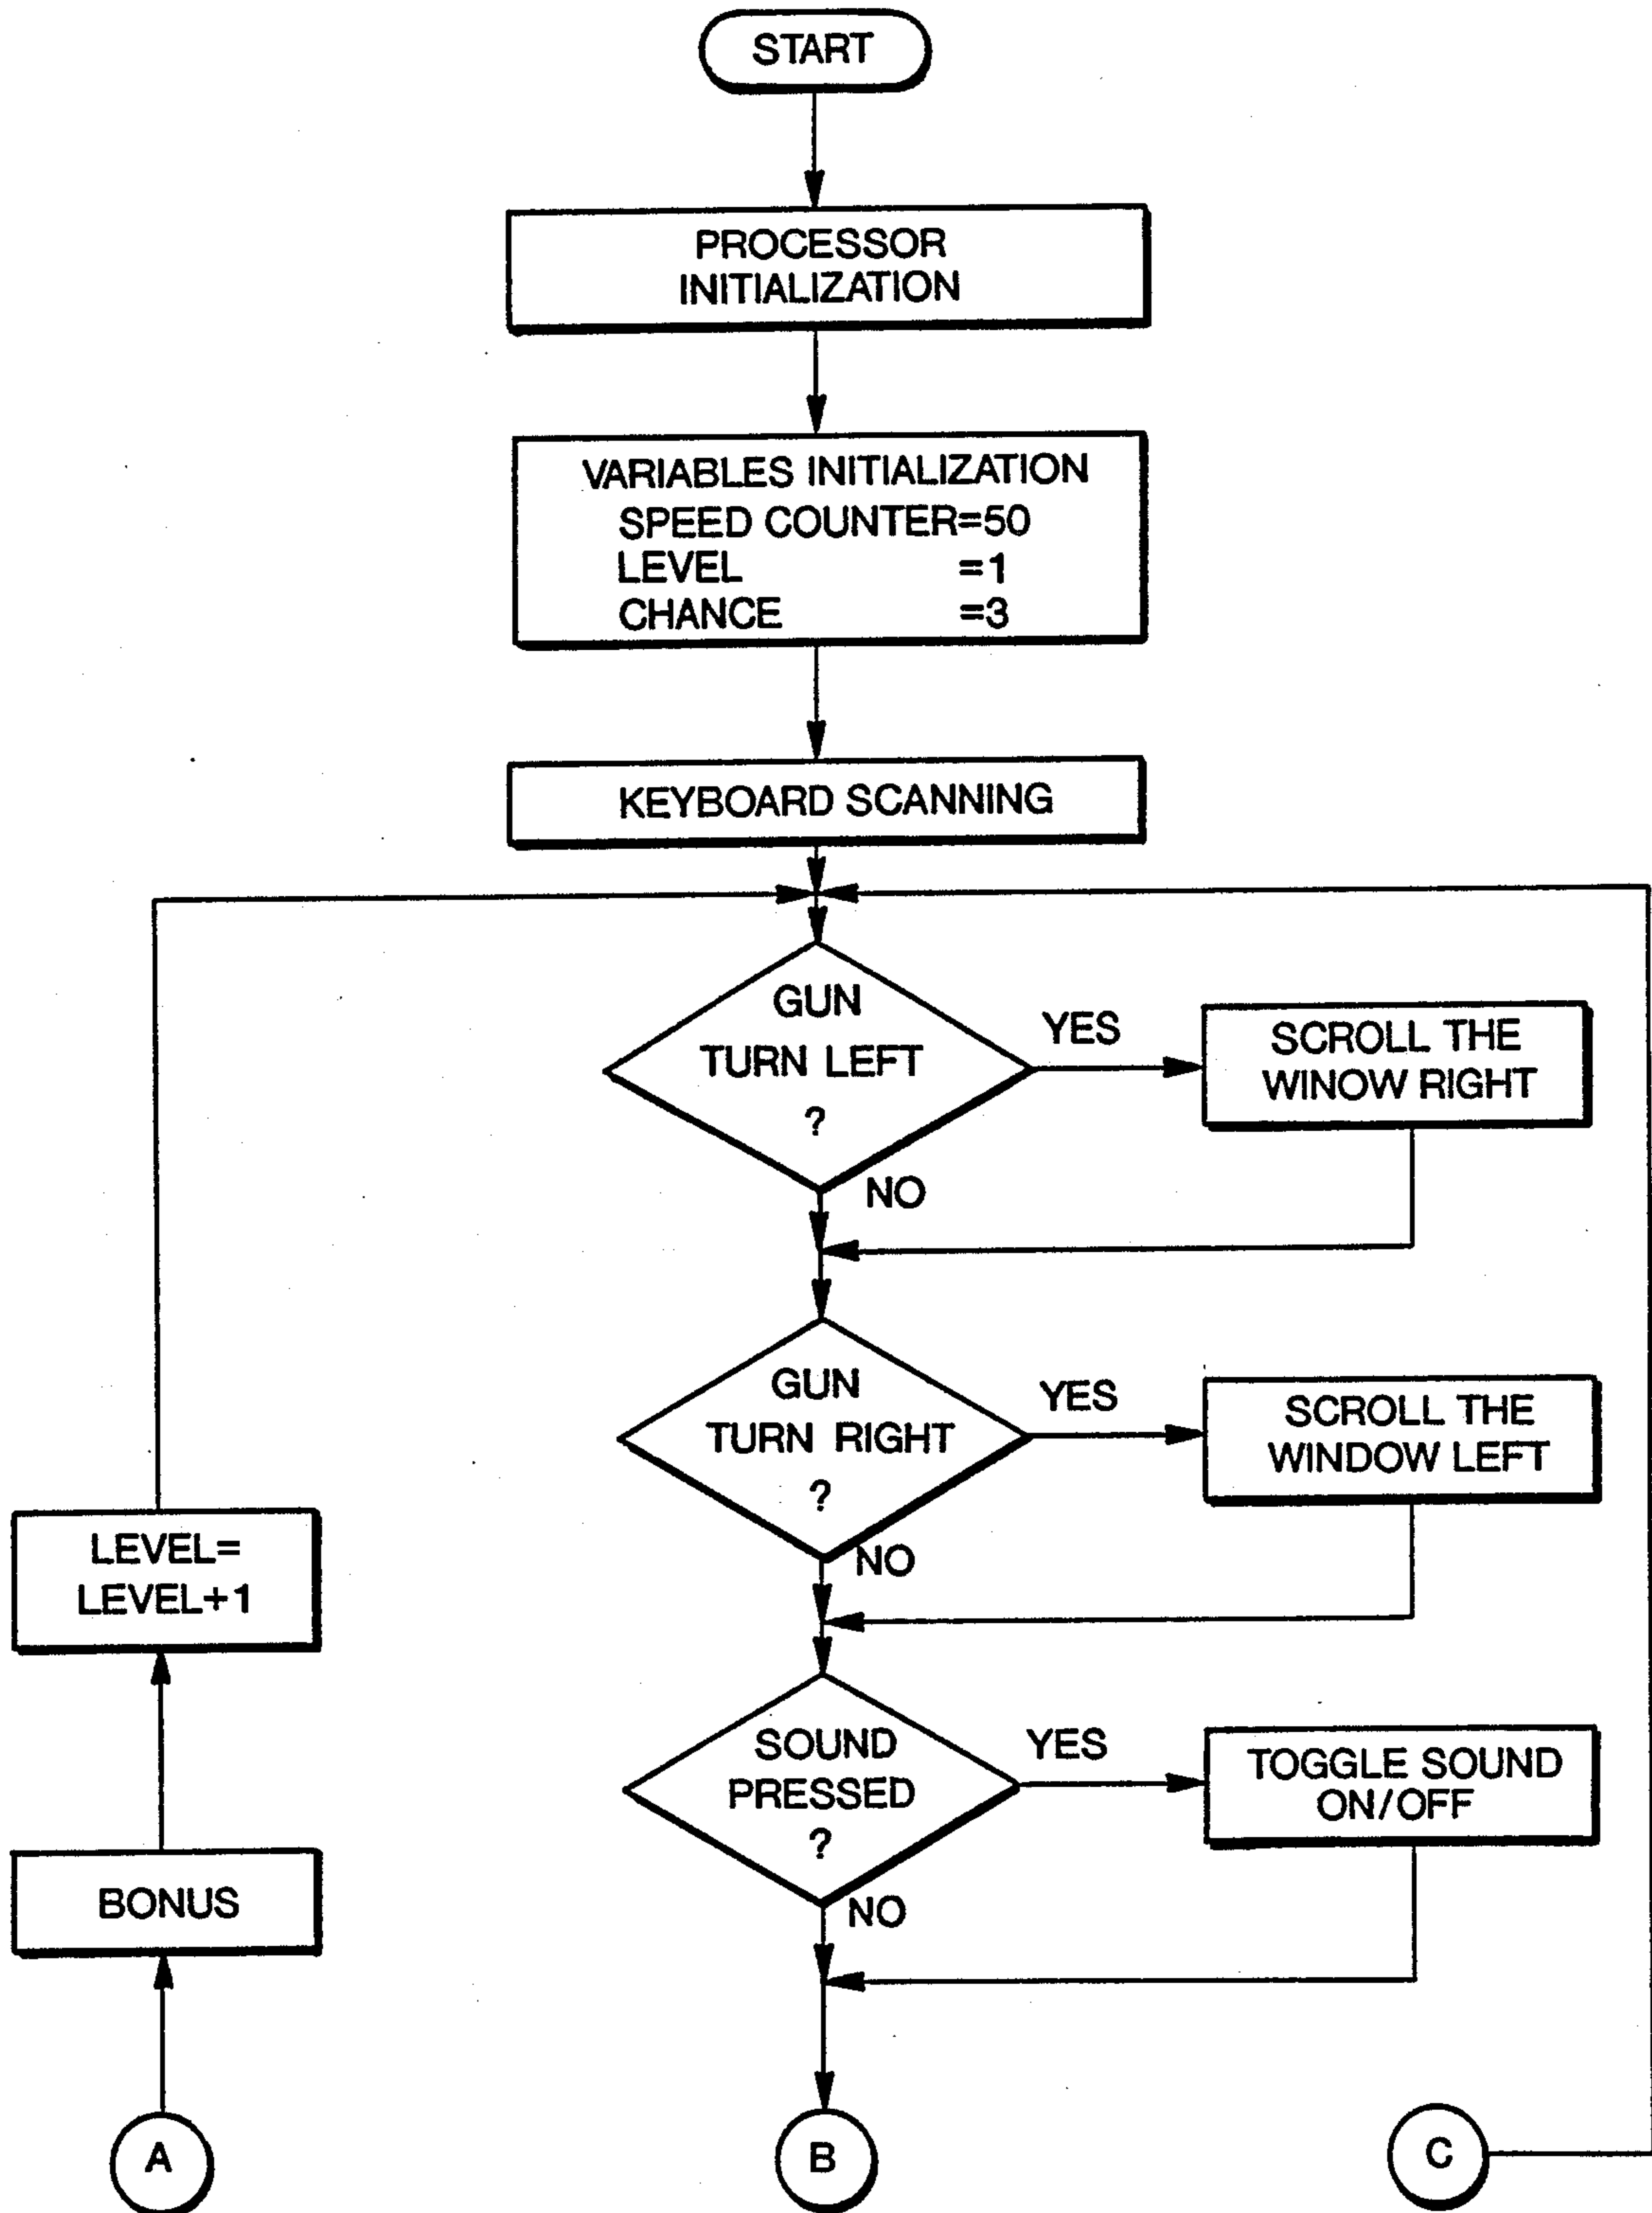 START
PROCESSOR
INITIALIZATION
VARIABLES INITIALIZATION
SPEED COUNTER=50
LEVEL =1
CHANCE =3
KEYBOARD SCANNING
GUN
TURN LEFT
?
YES
SCROLL THE
WINOW RIGHT
NO
GUN
TURN RIGHT
?
YES
SCROLL THE
WINDOW LEFT
NO
LEVEL=
LEVEL+1
SOUND
PRESSED
?
YES
TOGGLE SOUND
ON/OFF
NO
BONUS
A
B
C